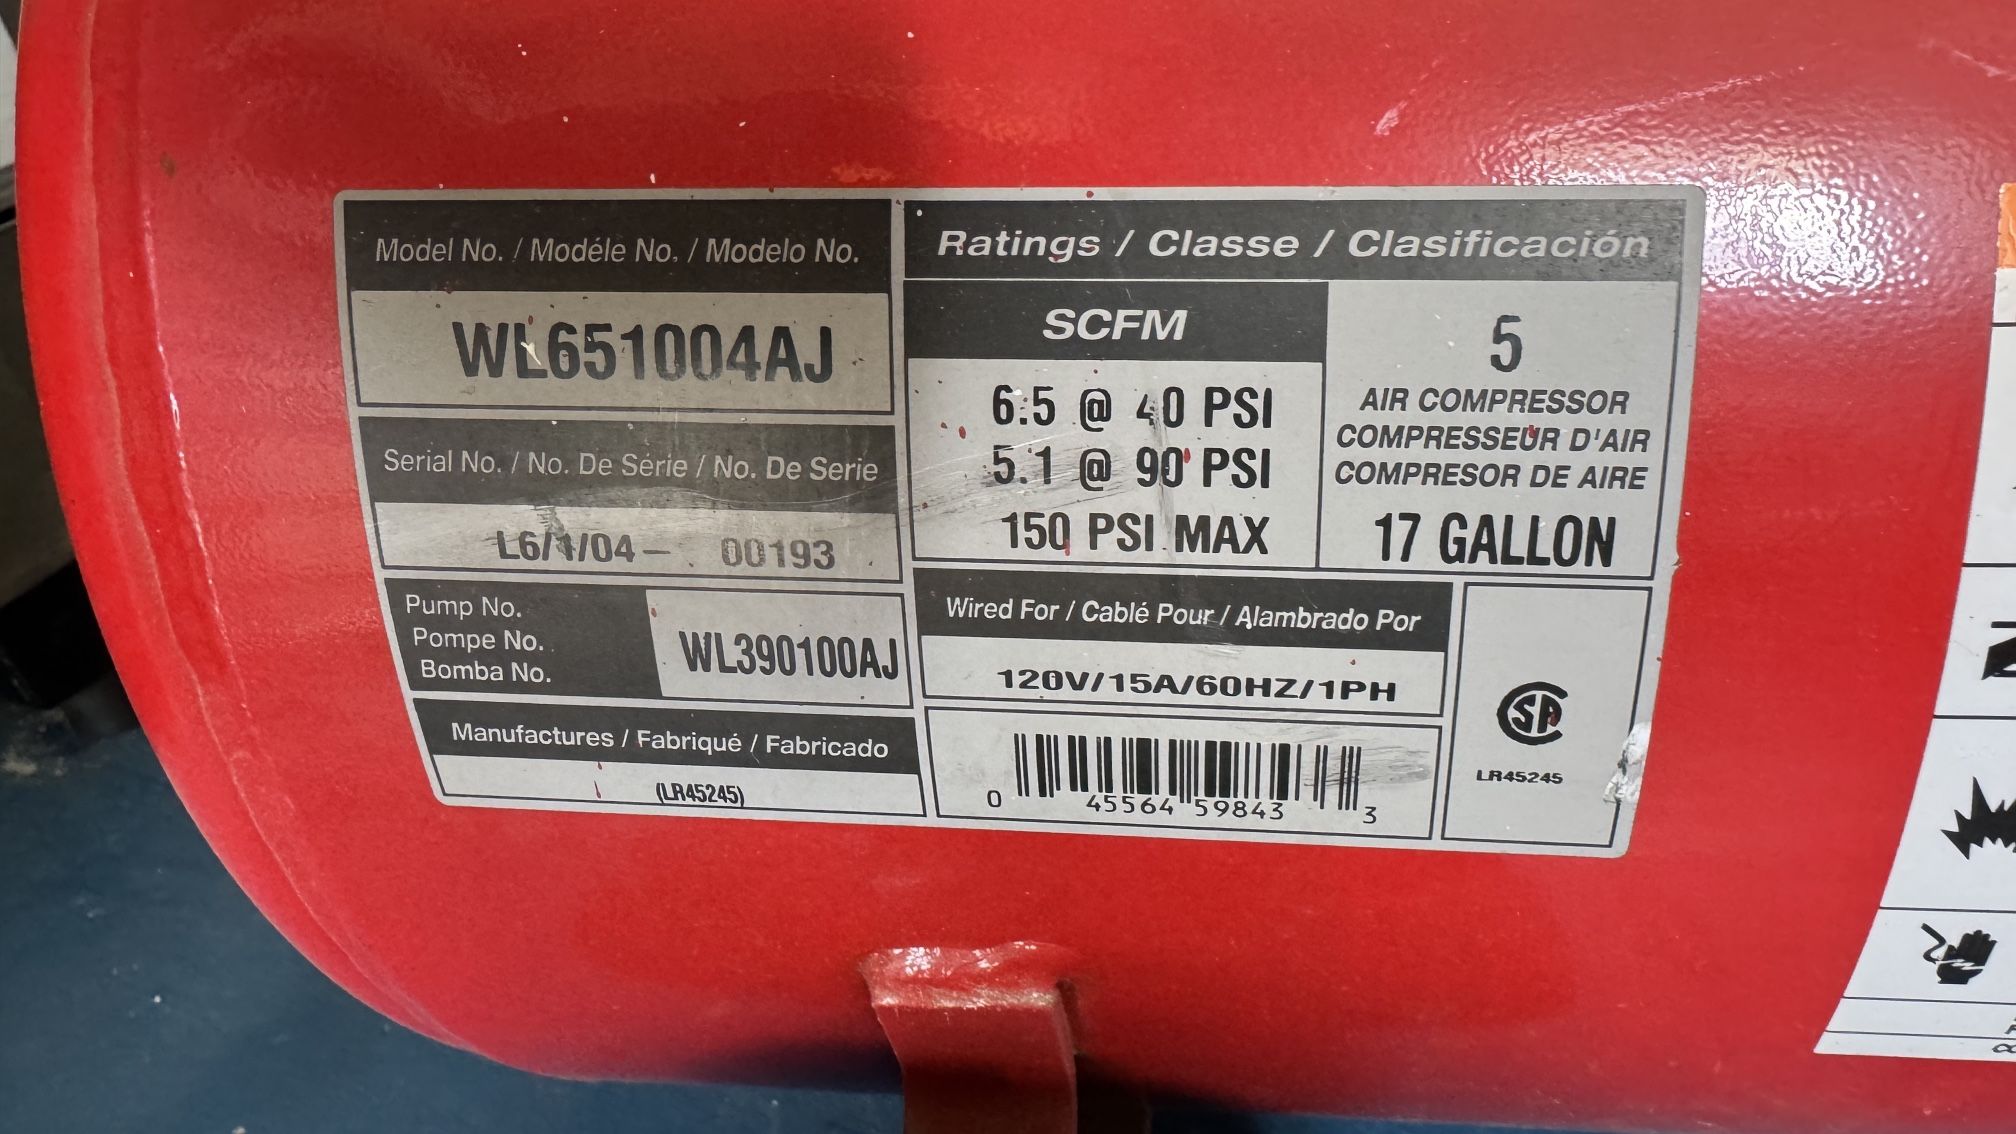 Model No. / Modéle No. / Modelo No.
WL651004AJ
Serial No. / No. De Série / No. De Serie
L6/1/04- 00193
Pump No.
Pompe No.
Bomba No.
WL390100AJ
Manufactures / Fabriqué / Fabricado
(LR45245)
Ratings / Classe / Clasificación
SCFM
6.5 @ 40 PSI
5.1 @ 90 PSI
150 PSI MAX
5
AIR COMPRESSOR
COMPRESSEUR D'AIR
COMPRESOR DE AIRE
17 GALLON
Wired For / Cablé Pour / Alambrado Por
120V/15A/60HZ/1PH
0 45564 59843 3
CSA
LR45245